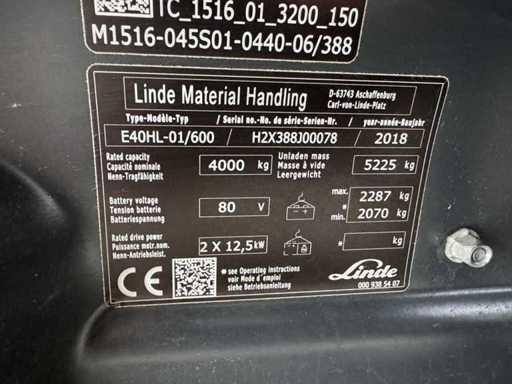 TC_1516_01_3200_150
M1516-045S01-0440-06/388
Linde Material Handling
D-63743 Aschaffenburg
Carl-von-Linde-Platz
Type-Modèle-Typ / Serial no.-No. de série-Serien-Nr. / year-année-Baujahr
E40HL-01/600 / H2X388J00078 / 2018
Rated capacity
Capacité nominale
Nenn-Tragfähigkeit
4000 kg
Unladen mass
Masse à vide
Leergewicht
5225 kg
Battery voltage
Tension batterie
Batteriespannung
80 V
max. 2287 kg
*
min. 2070 kg
Rated drive power
Puissance motr.nom.
Nenn-Antriebsleist.
2 X 12,5 kW
* kg
CE
* see Operating instructions
voir Mode d'emploi
siehe Betriebsanleitung
Linde
000 938 54 07